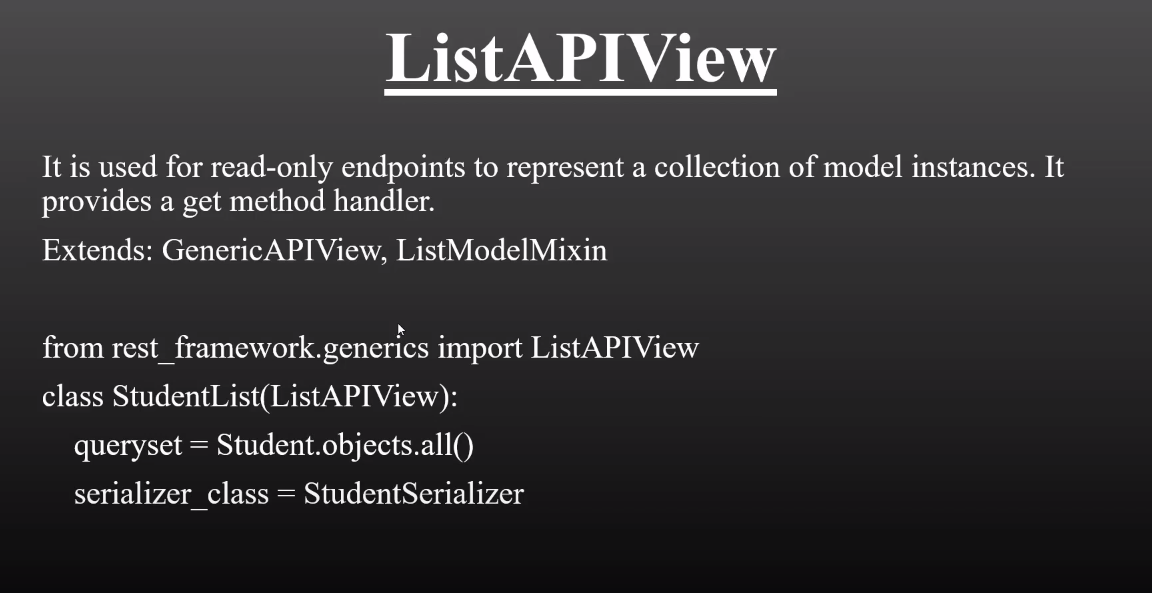 ListAPIView
It is used for read-only endpoints to represent a collection of model instances. It
provides a get method handler.
Extends: GenericAPIView, ListModelMixin
from rest_framework.generics import ListAPIView
class StudentList(ListAPIView):
queryset = Student.objects.all()
serializer_class = StudentSerializer